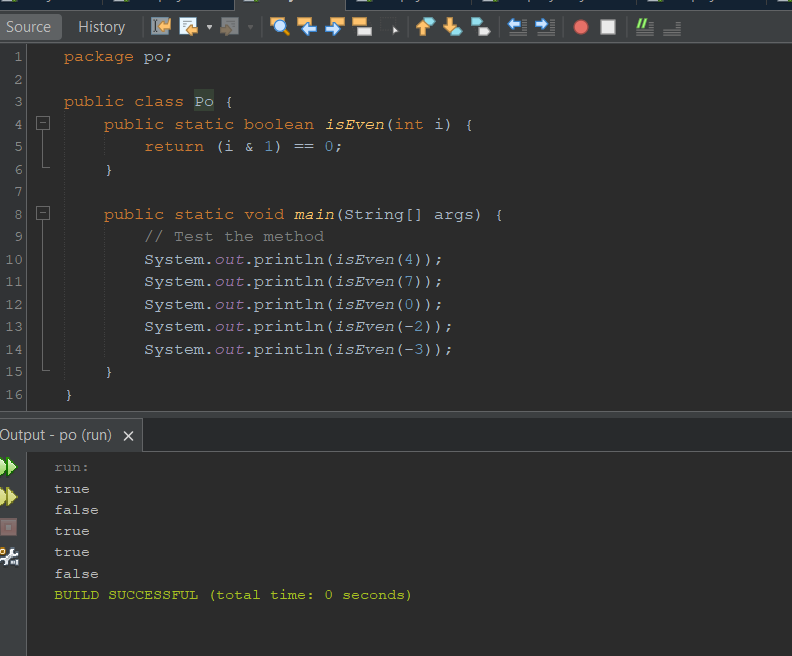 Source History
1 package po;
2
3 public class Po {
4 public static boolean isEven(int i) {
5 return (i & 1) == 0;
6 }
7
8 public static void main(String[] args) {
9 // Test the method
10 System.out.println(isEven(4));
11 System.out.println(isEven(7));
12 System.out.println(isEven(0));
13 System.out.println(isEven(-2));
14 System.out.println(isEven(-3));
15 }
16 }
Output - po (run)
run:
true
false
true
true
false
BUILD SUCCESSFUL (total time: 0 seconds)